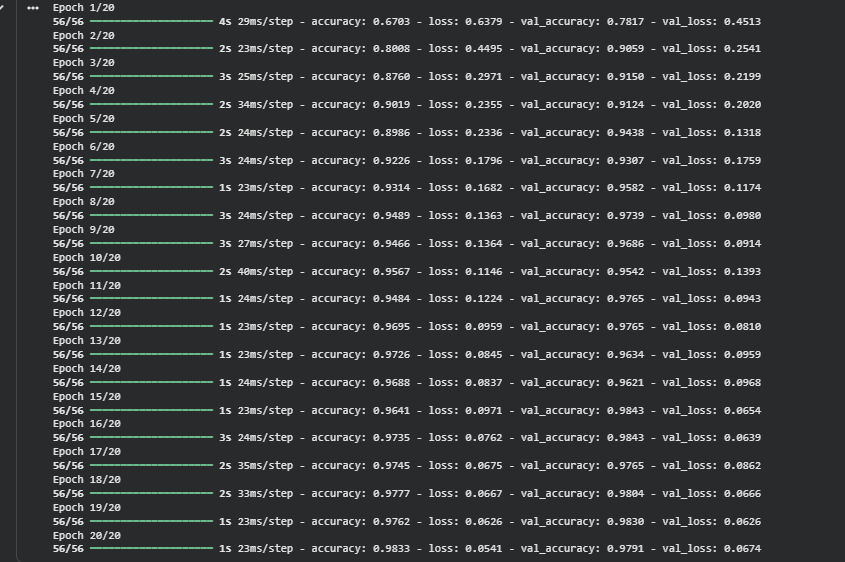 Epoch 1/20
56/56 ━━━━━━━━━━━━━━━━━━━━ 4s 29ms/step - accuracy: 0.6703 - loss: 0.6379 - val_accuracy: 0.7817 - val_loss: 0.4513
Epoch 2/20
56/56 ━━━━━━━━━━━━━━━━━━━━ 2s 23ms/step - accuracy: 0.8008 - loss: 0.4495 - val_accuracy: 0.9059 - val_loss: 0.2541
Epoch 3/20
56/56 ━━━━━━━━━━━━━━━━━━━━ 3s 25ms/step - accuracy: 0.8760 - loss: 0.2971 - val_accuracy: 0.9150 - val_loss: 0.2199
Epoch 4/20
56/56 ━━━━━━━━━━━━━━━━━━━━ 2s 34ms/step - accuracy: 0.9019 - loss: 0.2355 - val_accuracy: 0.9124 - val_loss: 0.2020
Epoch 5/20
56/56 ━━━━━━━━━━━━━━━━━━━━ 2s 24ms/step - accuracy: 0.8986 - loss: 0.2336 - val_accuracy: 0.9438 - val_loss: 0.1318
Epoch 6/20
56/56 ━━━━━━━━━━━━━━━━━━━━ 3s 24ms/step - accuracy: 0.9226 - loss: 0.1796 - val_accuracy: 0.9307 - val_loss: 0.1759
Epoch 7/20
56/56 ━━━━━━━━━━━━━━━━━━━━ 1s 23ms/step - accuracy: 0.9314 - loss: 0.1682 - val_accuracy: 0.9582 - val_loss: 0.1174
Epoch 8/20
56/56 ━━━━━━━━━━━━━━━━━━━━ 3s 24ms/step - accuracy: 0.9489 - loss: 0.1363 - val_accuracy: 0.9739 - val_loss: 0.0980
Epoch 9/20
56/56 ━━━━━━━━━━━━━━━━━━━━ 3s 27ms/step - accuracy: 0.9466 - loss: 0.1364 - val_accuracy: 0.9686 - val_loss: 0.0914
Epoch 10/20
56/56 ━━━━━━━━━━━━━━━━━━━━ 2s 40ms/step - accuracy: 0.9567 - loss: 0.1146 - val_accuracy: 0.9542 - val_loss: 0.1393
Epoch 11/20
56/56 ━━━━━━━━━━━━━━━━━━━━ 1s 24ms/step - accuracy: 0.9484 - loss: 0.1224 - val_accuracy: 0.9765 - val_loss: 0.0943
Epoch 12/20
56/56 ━━━━━━━━━━━━━━━━━━━━ 1s 23ms/step - accuracy: 0.9695 - loss: 0.0959 - val_accuracy: 0.9765 - val_loss: 0.0810
Epoch 13/20
56/56 ━━━━━━━━━━━━━━━━━━━━ 1s 23ms/step - accuracy: 0.9726 - loss: 0.0845 - val_accuracy: 0.9634 - val_loss: 0.0959
Epoch 14/20
56/56 ━━━━━━━━━━━━━━━━━━━━ 1s 24ms/step - accuracy: 0.9688 - loss: 0.0837 - val_accuracy: 0.9621 - val_loss: 0.0968
Epoch 15/20
56/56 ━━━━━━━━━━━━━━━━━━━━ 1s 23ms/step - accuracy: 0.9641 - loss: 0.0971 - val_accuracy: 0.9843 - val_loss: 0.0654
Epoch 16/20
56/56 ━━━━━━━━━━━━━━━━━━━━ 3s 24ms/step - accuracy: 0.9735 - loss: 0.0762 - val_accuracy: 0.9843 - val_loss: 0.0639
Epoch 17/20
56/56 ━━━━━━━━━━━━━━━━━━━━ 2s 35ms/step - accuracy: 0.9745 - loss: 0.0675 - val_accuracy: 0.9765 - val_loss: 0.0862
Epoch 18/20
56/56 ━━━━━━━━━━━━━━━━━━━━ 2s 33ms/step - accuracy: 0.9777 - loss: 0.0667 - val_accuracy: 0.9804 - val_loss: 0.0666
Epoch 19/20
56/56 ━━━━━━━━━━━━━━━━━━━━ 1s 23ms/step - accuracy: 0.9762 - loss: 0.0626 - val_accuracy: 0.9830 - val_loss: 0.0626
Epoch 20/20
56/56 ━━━━━━━━━━━━━━━━━━━━ 1s 23ms/step - accuracy: 0.9833 - loss: 0.0541 - val_accuracy: 0.9791 - val_loss: 0.0674